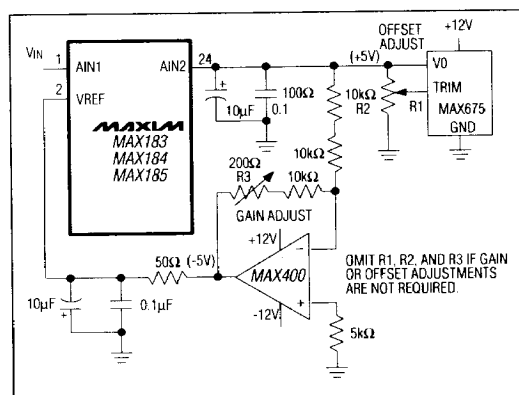 OFFSET
ADJUST
+12V
VIN
1
AIN1
AIN2
24
(+5V)
V0
2
VREF
TRIM
R1
MAX675
GND
MAXIM
MAX183
MAX184
MAX185
10µF
+
100Ω
0.1
10kΩ
R2
10kΩ
200Ω
R3
10kΩ
GAIN ADJUST
+12V
50Ω
(-5V)
MAX400
−
+
-12V
5kΩ
10µF
+
0.1µF
OMIT R1, R2, AND R3 IF GAIN
OR OFFSET ADJUSTMENTS
ARE NOT REQUIRED.